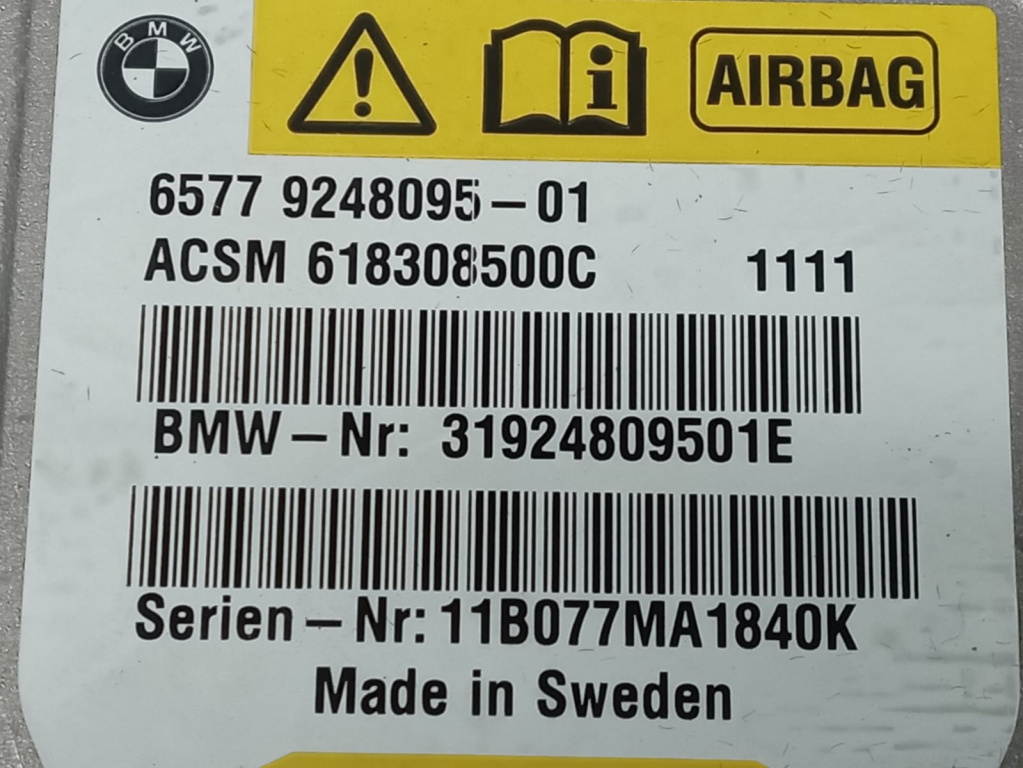 BMW
AIRBAG
6577 9248095-01
ACSM 618308500C 1111
BMW-Nr: 31924809501E
Serien-Nr: 11B077MA1840K
Made in Sweden